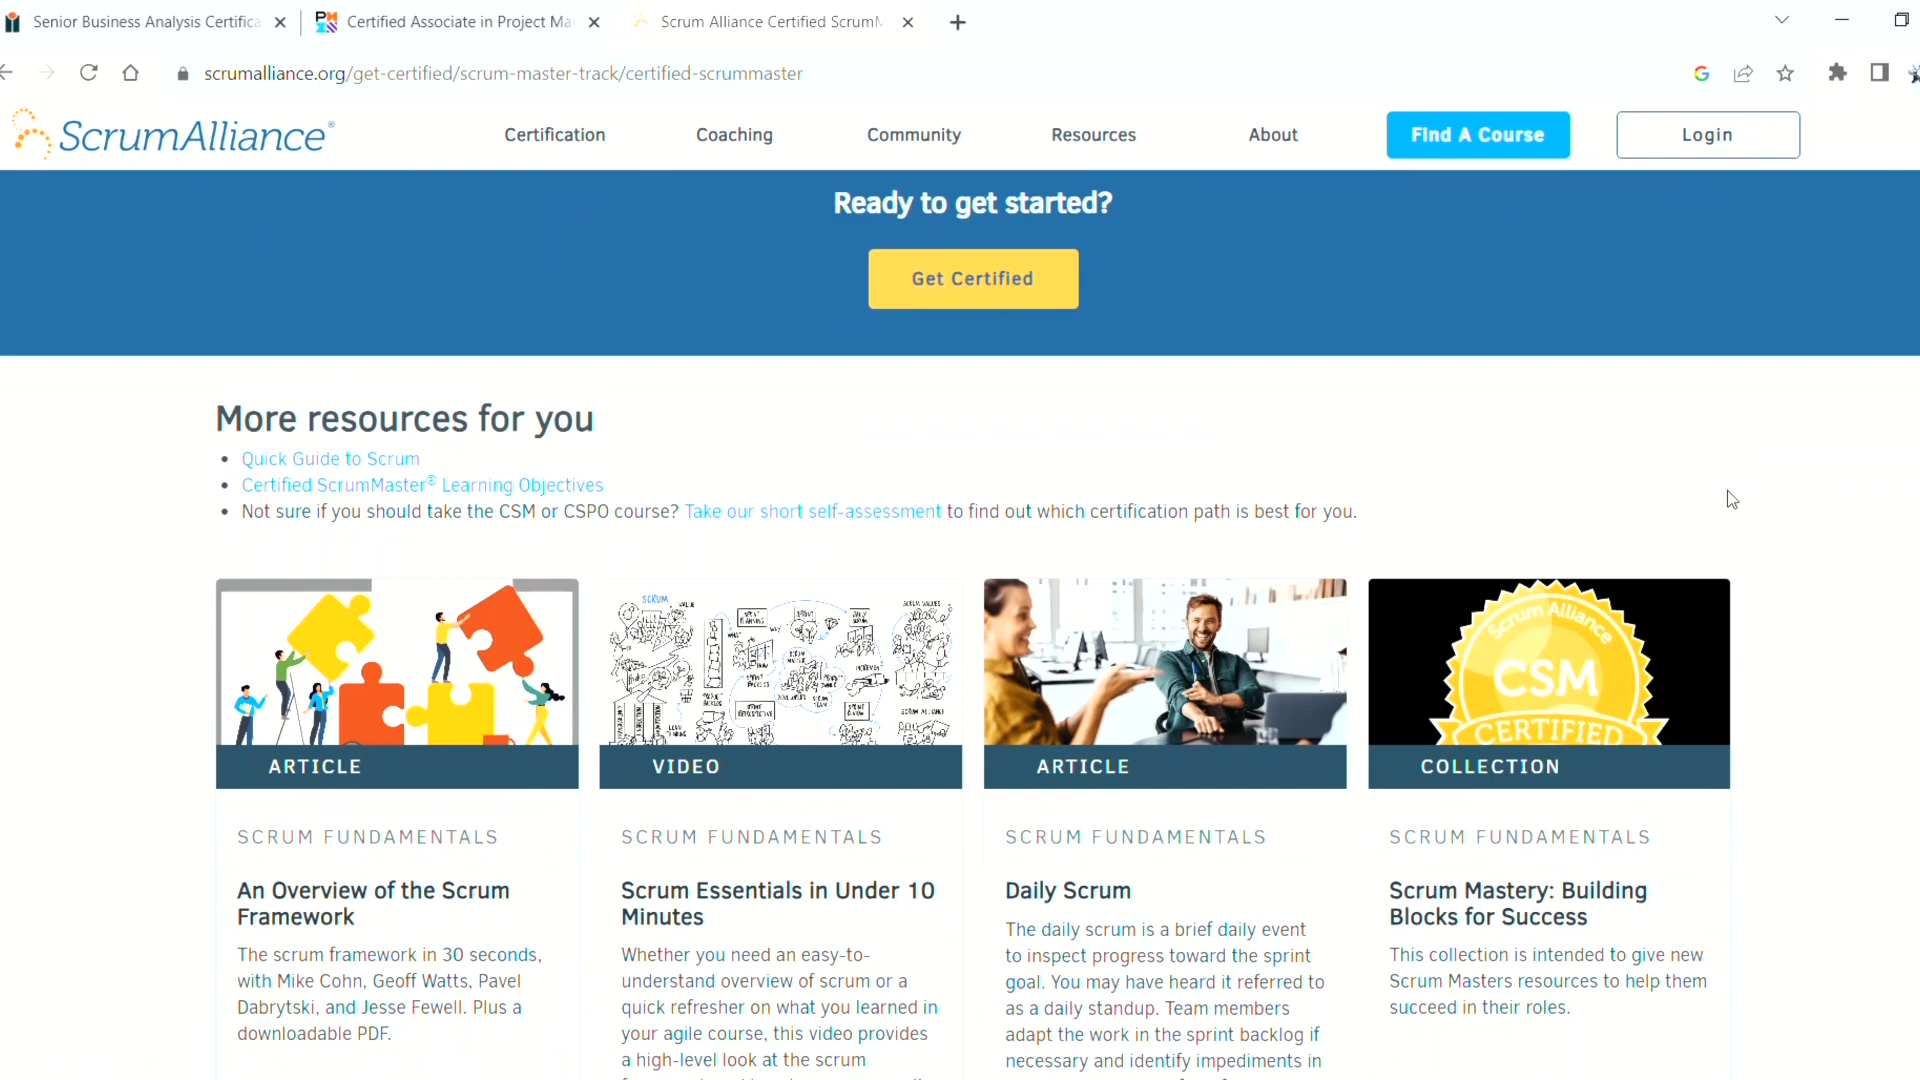 Senior Business Analysis Certifica
Certified Associate in Project Ma
Scrum Alliance Certified ScrumM
scrumalliance.org/get-certified/scrum-master-track/certified-scrummaster
ScrumAlliance®
Certification
Coaching
Community
Resources
About
Find A Course
Login
Ready to get started?
Get Certified
More resources for you
• Quick Guide to Scrum
• Certified ScrumMaster® Learning Objectives
• Not sure if you should take the CSM or CSPO course? Take our short self-assessment to find out which certification path is best for you.
SCRUM
VALUE
SCRUM VALUES
Scrum Alliance
CSM
CERTIFIED
ARTICLE
VIDEO
ARTICLE
COLLECTION
SCRUM FUNDAMENTALS
An Overview of the Scrum
Framework
The scrum framework in 30 seconds,
with Mike Cohn, Geoff Watts, Pavel
Dabrytski, and Jesse Fewell. Plus a
downloadable PDF.
SCRUM FUNDAMENTALS
Scrum Essentials in Under 10
Minutes
Whether you need an easy-to-
understand overview of scrum or a
quick refresher on what you learned in
your agile course, this video provides
a high-level look at the scrum
SCRUM FUNDAMENTALS
Daily Scrum
The daily scrum is a brief daily event
to inspect progress toward the sprint
goal. You may have heard it referred to
as a daily standup. Team members
adapt the work in the sprint backlog if
necessary and identify impediments in
SCRUM FUNDAMENTALS
Scrum Mastery: Building
Blocks for Success
This collection is intended to give new
Scrum Masters resources to help them
succeed in their roles.